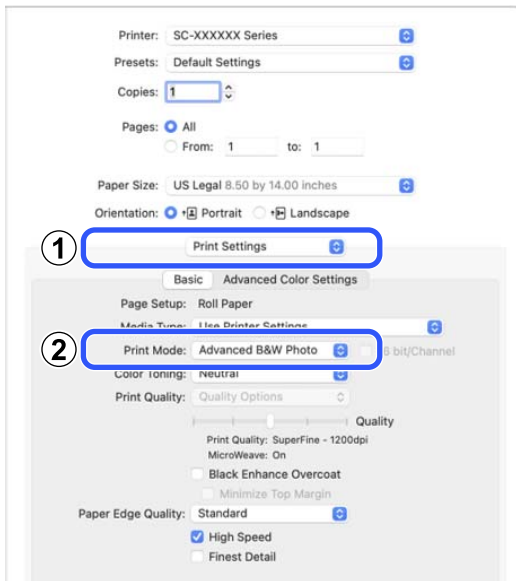 Printer: SC-XXXXXX Series
Presets: Default Settings
Copies: 1
Pages: All
From: 1 to: 1
Paper Size: US Legal 8.50 by 14.00 inches
Orientation: Portrait Landscape
1 Print Settings
Basic Advanced Color Settings
Page Setup: Roll Paper
Media Type: Use Printer Settings
2 Print Mode: Advanced B&W Photo 6 bit/Channel
Color Toning: Neutral
Print Quality: Quality Options
Quality
Print Quality: SuperFine - 1200dpi
MicroWeave: On
Black Enhance Overcoat
Minimize Top Margin
Paper Edge Quality: Standard
High Speed
Finest Detail